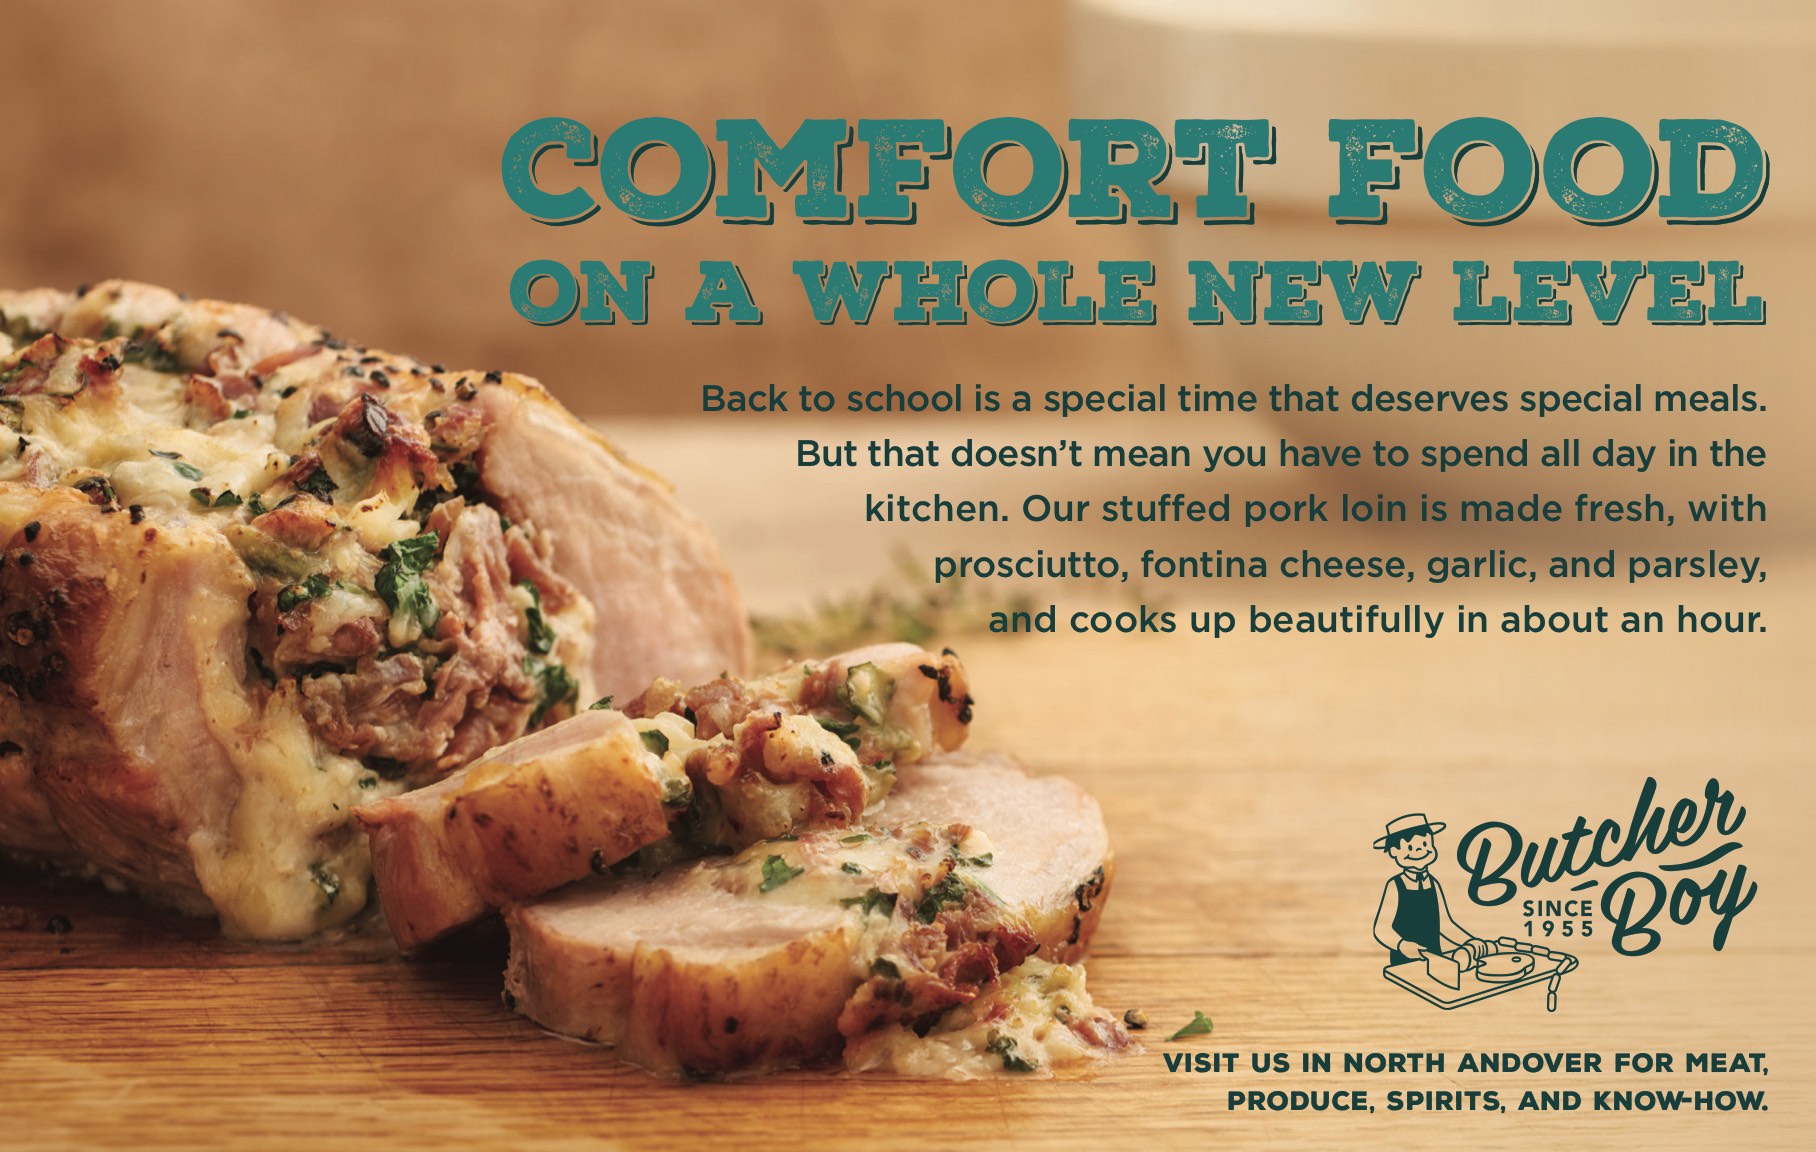 COMFORT FOOD
ON A WHOLE NEW LEVEL
Back to school is a special time that deserves special meals.
But that doesn't mean you have to spend all day in the
kitchen. Our stuffed pork loin is made fresh, with
prosciutto, fontina cheese, garlic, and parsley,
and cooks up beautifully in about an hour.
Butcher
Boy
SINCE
1955
VISIT US IN NORTH ANDOVER FOR MEAT,
PRODUCE, SPIRITS, AND KNOW-HOW.